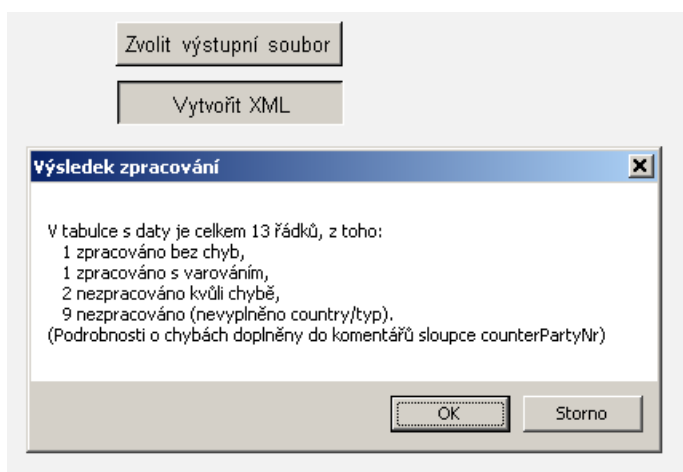 Zvolit výstupní soubor
Vytvořit XML
Výsledek zpracování
V tabulce s daty je celkem 13 řádků, z toho:
1 zpracováno bez chyb,
1 zpracováno s varováním,
2 nezpracováno kvůli chybě,
9 nezpracováno (nevyplněno country/typ).
(Podrobnosti o chybách doplněny do komentářů sloupce counterPartyNr)
OK
Storno